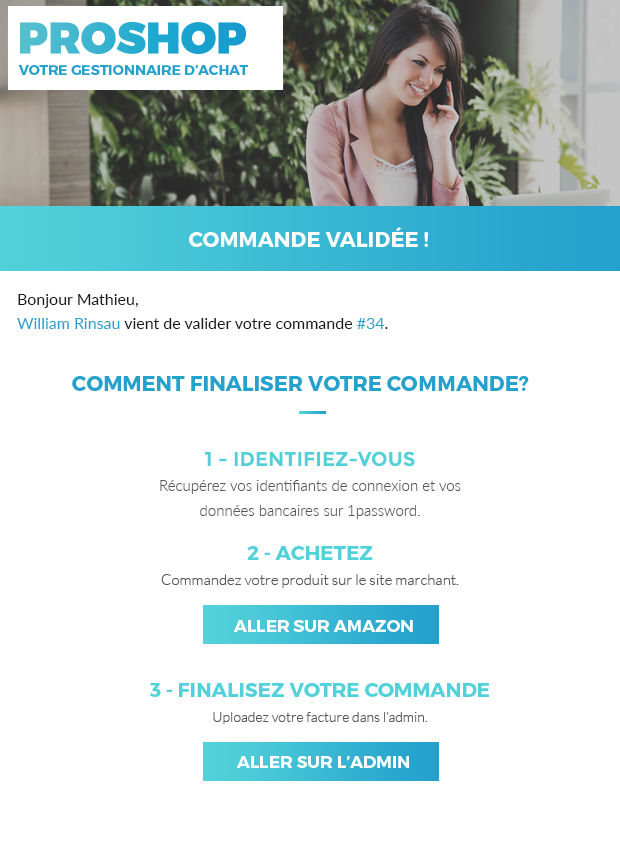 PROSHOP
VOTRE GESTIONNAIRE D'ACHAT
COMMANDE VALIDÉE !
Bonjour Mathieu,
William Rinsau vient de valider votre commande #34.
COMMENT FINALISER VOTRE COMMANDE?
1 - IDENTIFIEZ-VOUS
Récupérez vos identifiants de connexion et vos
données bancaires sur 1password.
2 - ACHETEZ
Commandez votre produit sur le site marchant.
ALLER SUR AMAZON
3 - FINALISEZ VOTRE COMMANDE
Uploadez votre facture dans l'admin.
ALLER SUR L'ADMIN